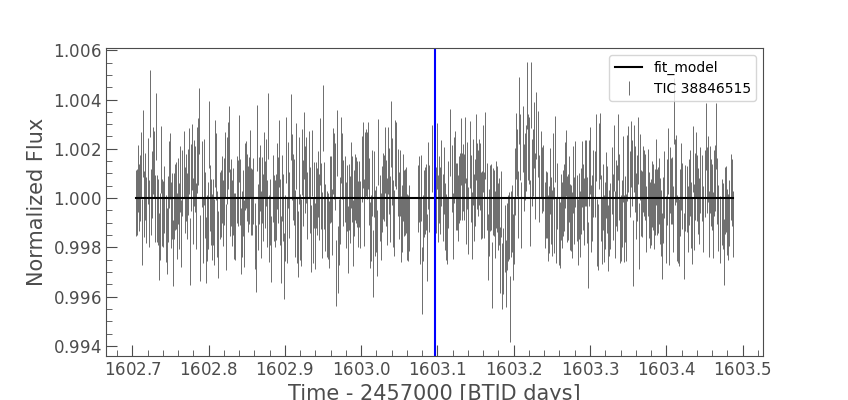 1.006
1.004
1.002
1.000
0.998
0.996
0.994
Normalized Flux
fit_model
TIC 38846515
1602.7 1602.8 1602.9 1603.0 1603.1 1603.2 1603.3 1603.4 1603.5
Time - 2457000 [BTJD days]